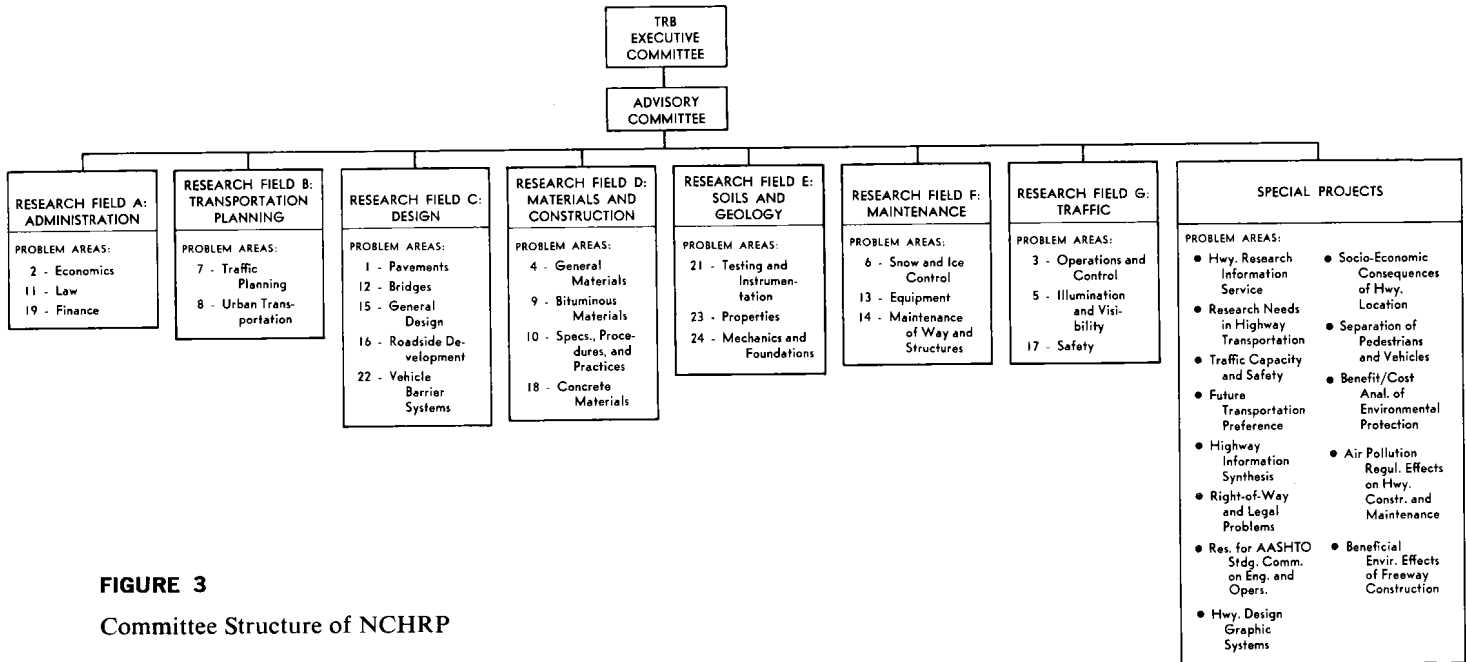 TRB
EXECUTIVE
COMMITTEE
ADVISORY
COMMITTEE
RESEARCH FIELD A:
ADMINISTRATION
PROBLEM AREAS:
2 - Economics
11 - Law
19 - Finance
RESEARCH FIELD B:
TRANSPORTATION
PLANNING
PROBLEM AREAS:
7 - Traffic
Planning
8 - Urban Trans-
portation
RESEARCH FIELD C:
DESIGN
PROBLEM AREAS:
1 - Pavements
12 - Bridges
15 - General
Design
16 - Roadside De-
velopment
22 - Vehicle
Barrier
Systems
RESEARCH FIELD D:
MATERIALS AND
CONSTRUCTION
PROBLEM AREAS:
4 - General
Materials
9 - Bituminous
Materials
10 - Specs., Proce-
dures, and
Practices
18 - Concrete
Materials
RESEARCH FIELD E:
SOILS AND
GEOLOGY
PROBLEM AREAS:
21 - Testing and
Instrumen-
tation
23 - Properties
24 - Mechanics and
Foundations
RESEARCH FIELD F:
MAINTENANCE
PROBLEM AREAS:
6 - Snow and Ice
Control
13 - Equipment
14 - Maintenance
of Way and
Structures
RESEARCH FIELD G:
TRAFFIC
PROBLEM AREAS:
3 - Operations and
Control
5 - Illumination
and Visi-
bility
17 - Safety
SPECIAL PROJECTS
PROBLEM AREAS:
• Hwy. Research
Information
Service
• Research Needs
in Highway
Transportation
• Traffic Capacity
and Safety
• Future
Transportation
Preference
• Highway
Information
Synthesis
• Right-of-Way
and Legal
Problems
• Res. for AASHTO
Stdg. Comm.
on Eng. and
Opers.
• Hwy. Design
Graphic
Systems
• Socio-Economic
Consequences
of Hwy.
Location
• Separation of
Pedestrians
and Vehicles
• Benefit/Cost
Anal. of
Environmental
Protection
• Air Pollution
Regul. Effects
on Hwy.
Constr. and
Maintenance
• Beneficial
Envir. Effects
of Freeway
Construction
FIGURE 3
Committee Structure of NCHRP